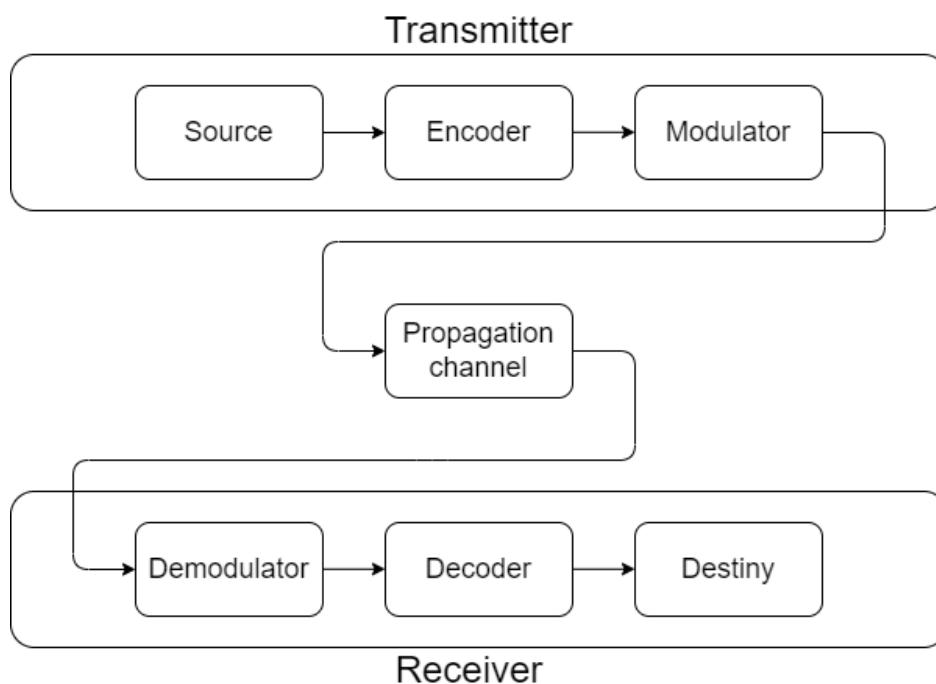 Transmitter
Source
Encoder
Modulator
Propagation
channel
Demodulator
Decoder
Destiny
Receiver